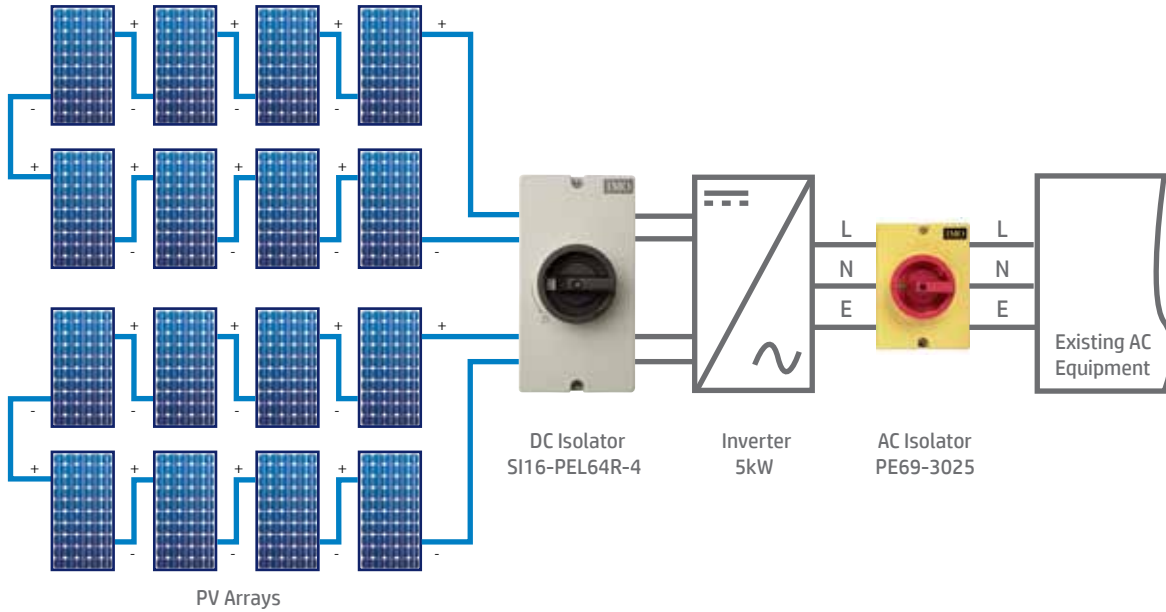 + + + +
- - - -
+ + + +
- - - -
IMO
IMO
L L
N N
E E
+ + + +
- - - -
+ + + +
- - - -
Existing AC
Equipment
DC Isolator
SI16-PEL64R-4
Inverter
5kW
AC Isolator
PE69-3025
PV Arrays